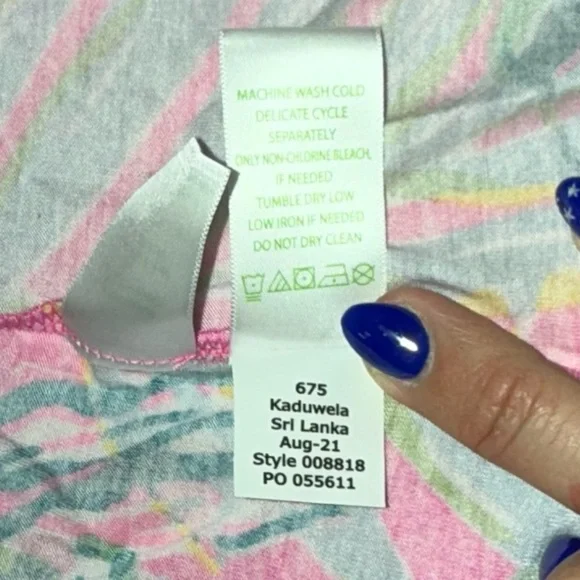 MACHINE WASH COLD
DELICATE CYCLE
SEPARATELY
ONLY NON-CHLORINE BLEACH,
IF NEEDED
TUMBLE DRY LOW
LOW IRON IF NEEDED
DO NOT DRY CLEAN
675
Kaduwela
Sri Lanka
Aug-21
Style 008818
PO 055611